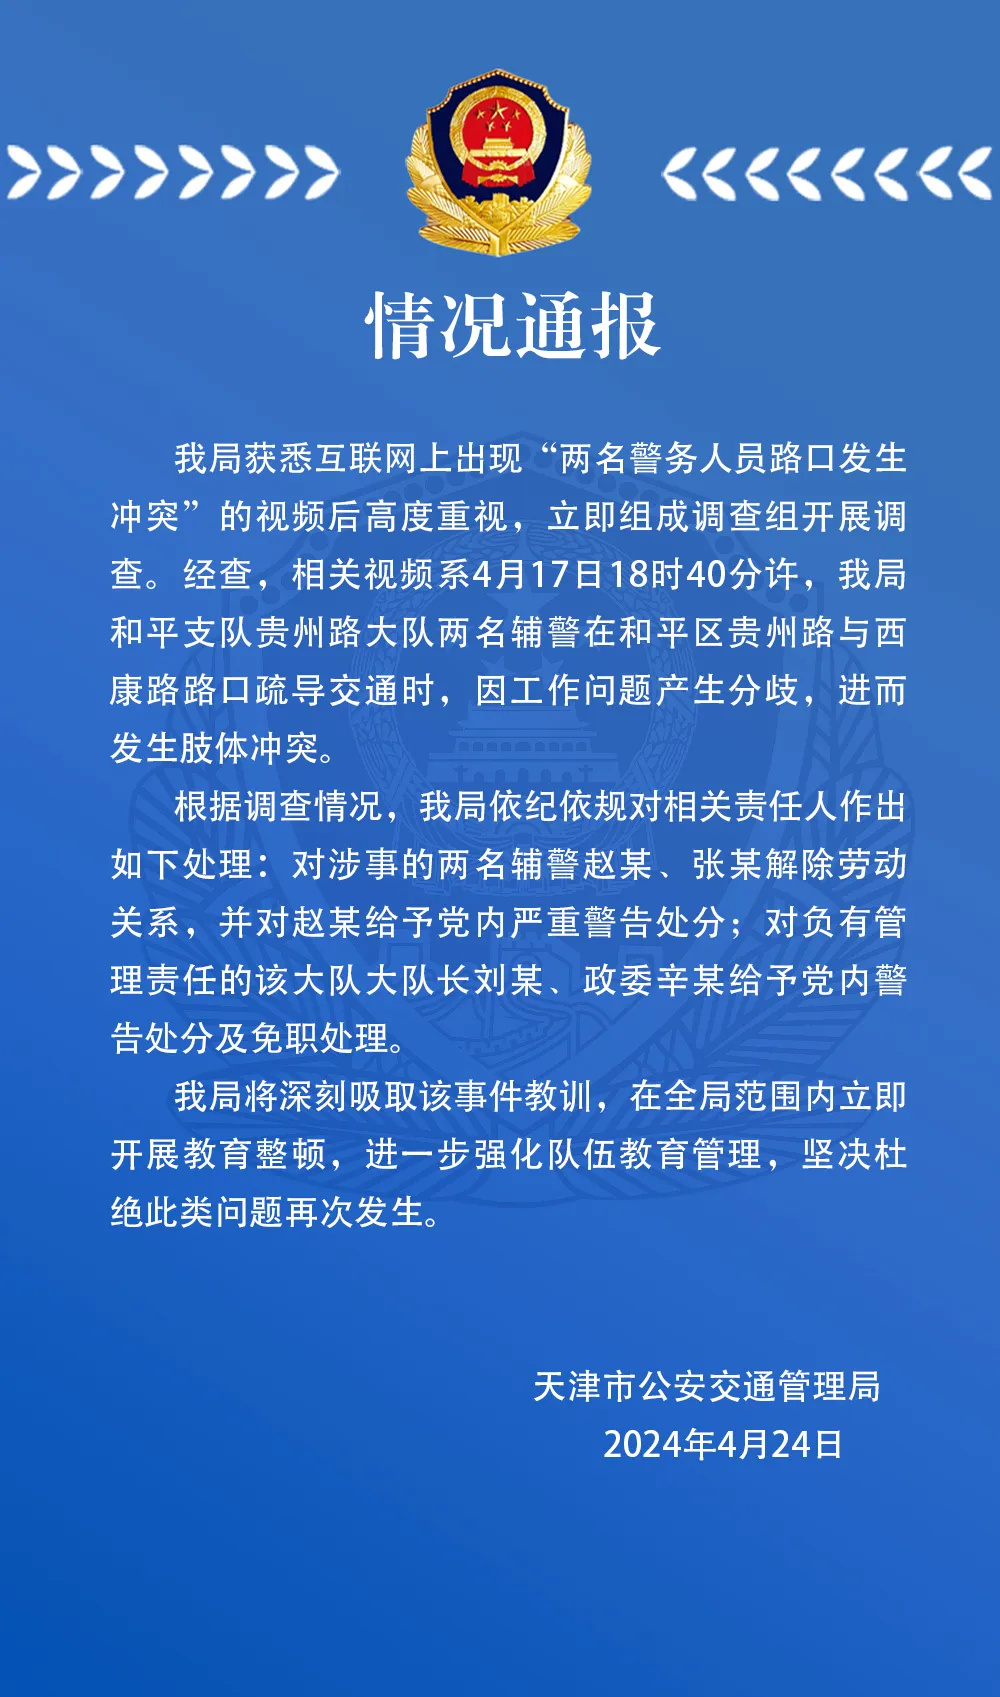 情况通报
我局获悉互联网上出现“两名警务人员路口发生
冲突”的视频后高度重视，立即组成调查组开展调
查。经查，相关视频系4月17日18时40分许，我局
和平支队贵州路大队两名辅警在和平区贵州路与西
康路路口疏导交通时，因工作问题产生分歧，进而
发生肢体冲突。
根据调查情况，我局依纪依规对相关责任人作出
如下处理：对涉事的两名辅警赵某、张某解除劳动
关系，并对赵某给予党内严重警告处分；对负有管
理责任的该大队大队长刘某、政委辛某给予党内警
告处分及免职处理。
我局将深刻吸取该事件教训，在全局范围内立即
开展教育整顿，进一步强化队伍教育管理，坚决杜
绝此类问题再次发生。
天津市公安交通管理局
2024年4月24日